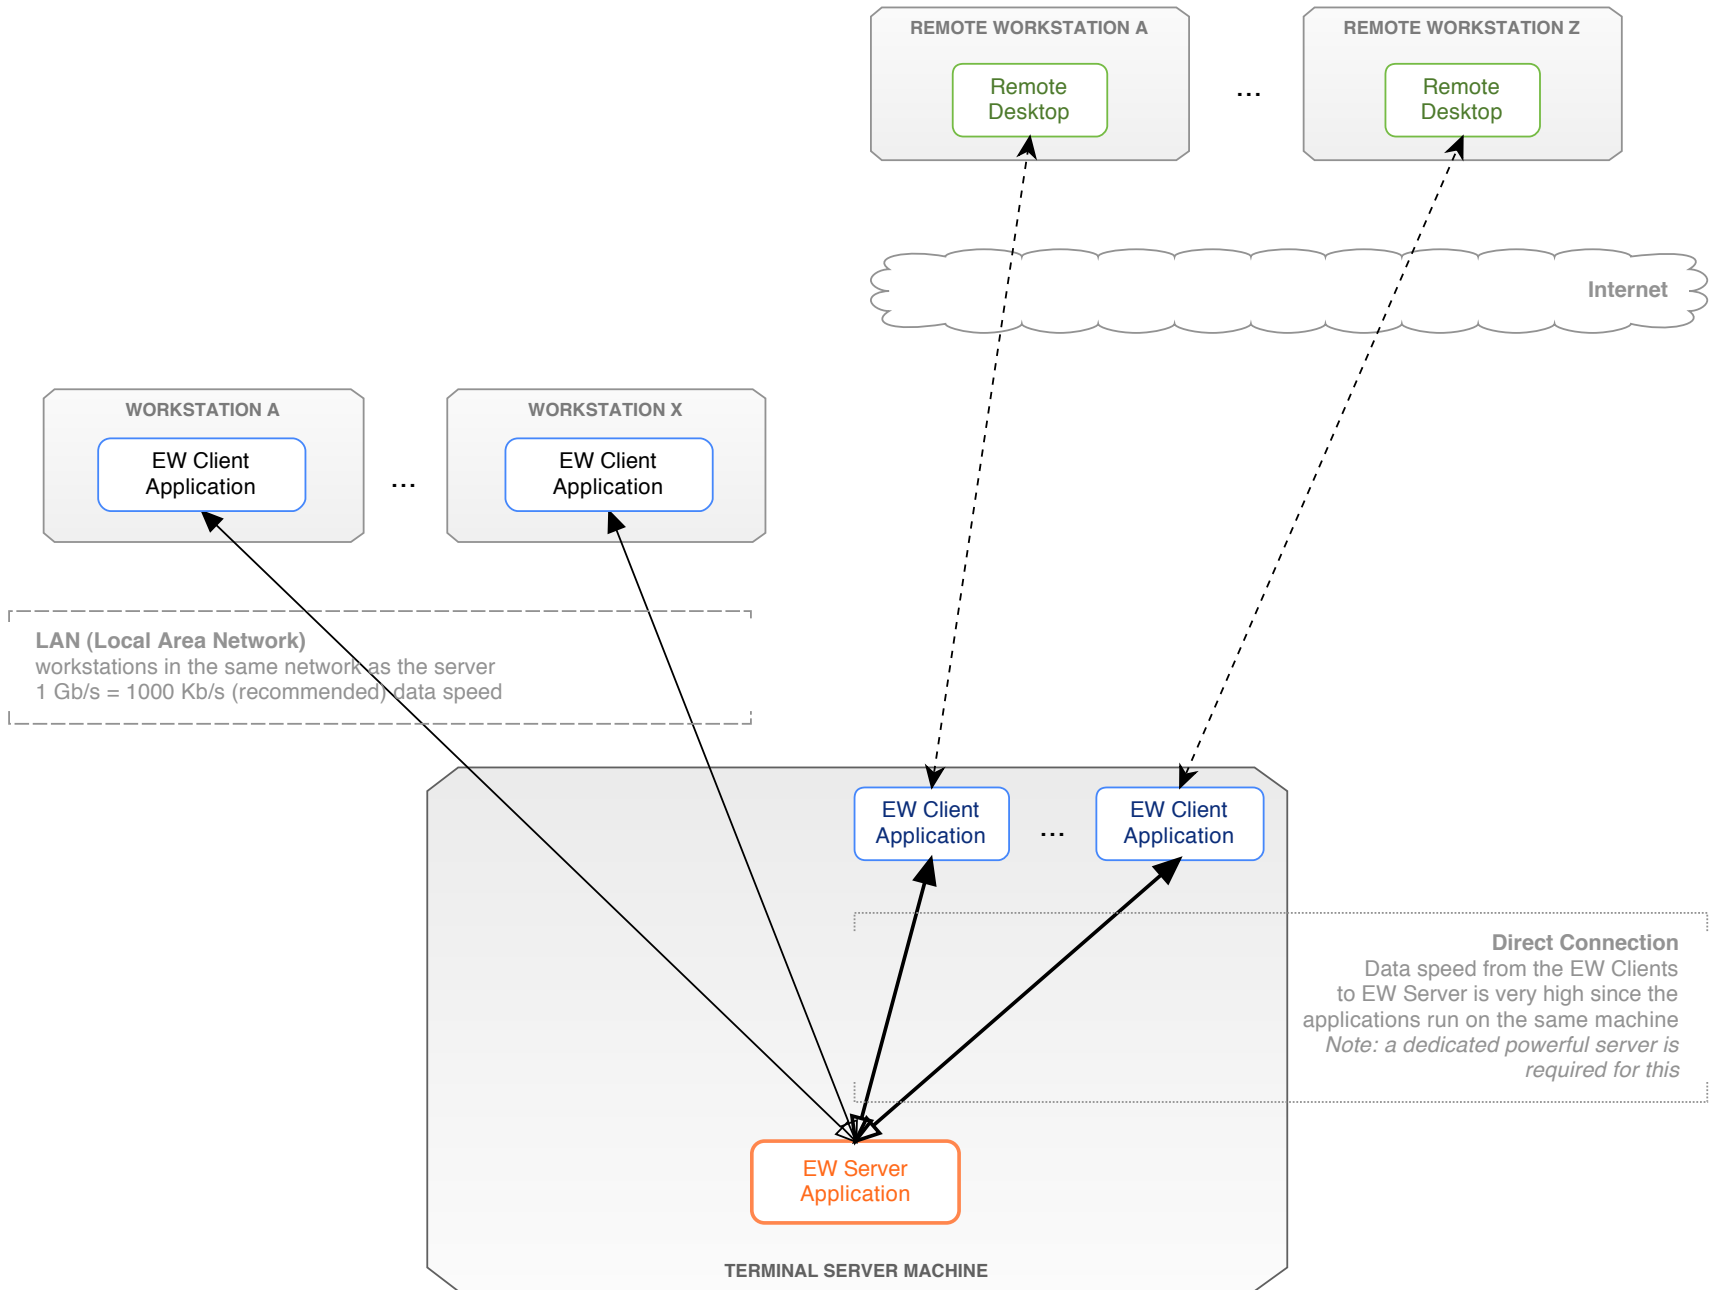 REMOTE WORKSTATION A
Remote
Desktop
...
REMOTE WORKSTATION Z
Remote
Desktop
Internet
WORKSTATION A
EW Client
Application
...
WORKSTATION X
EW Client
Application
LAN (Local Area Network)
workstations in the same network as the server
1 Gb/s = 1000 Kb/s (recommended) data speed
EW Client
Application
...
EW Client
Application
Direct Connection
Data speed from the EW Clients
to EW Server is very high since the
applications run on the same machine
Note: a dedicated powerful server is
required for this
EW Server
Application
TERMINAL SERVER MACHINE